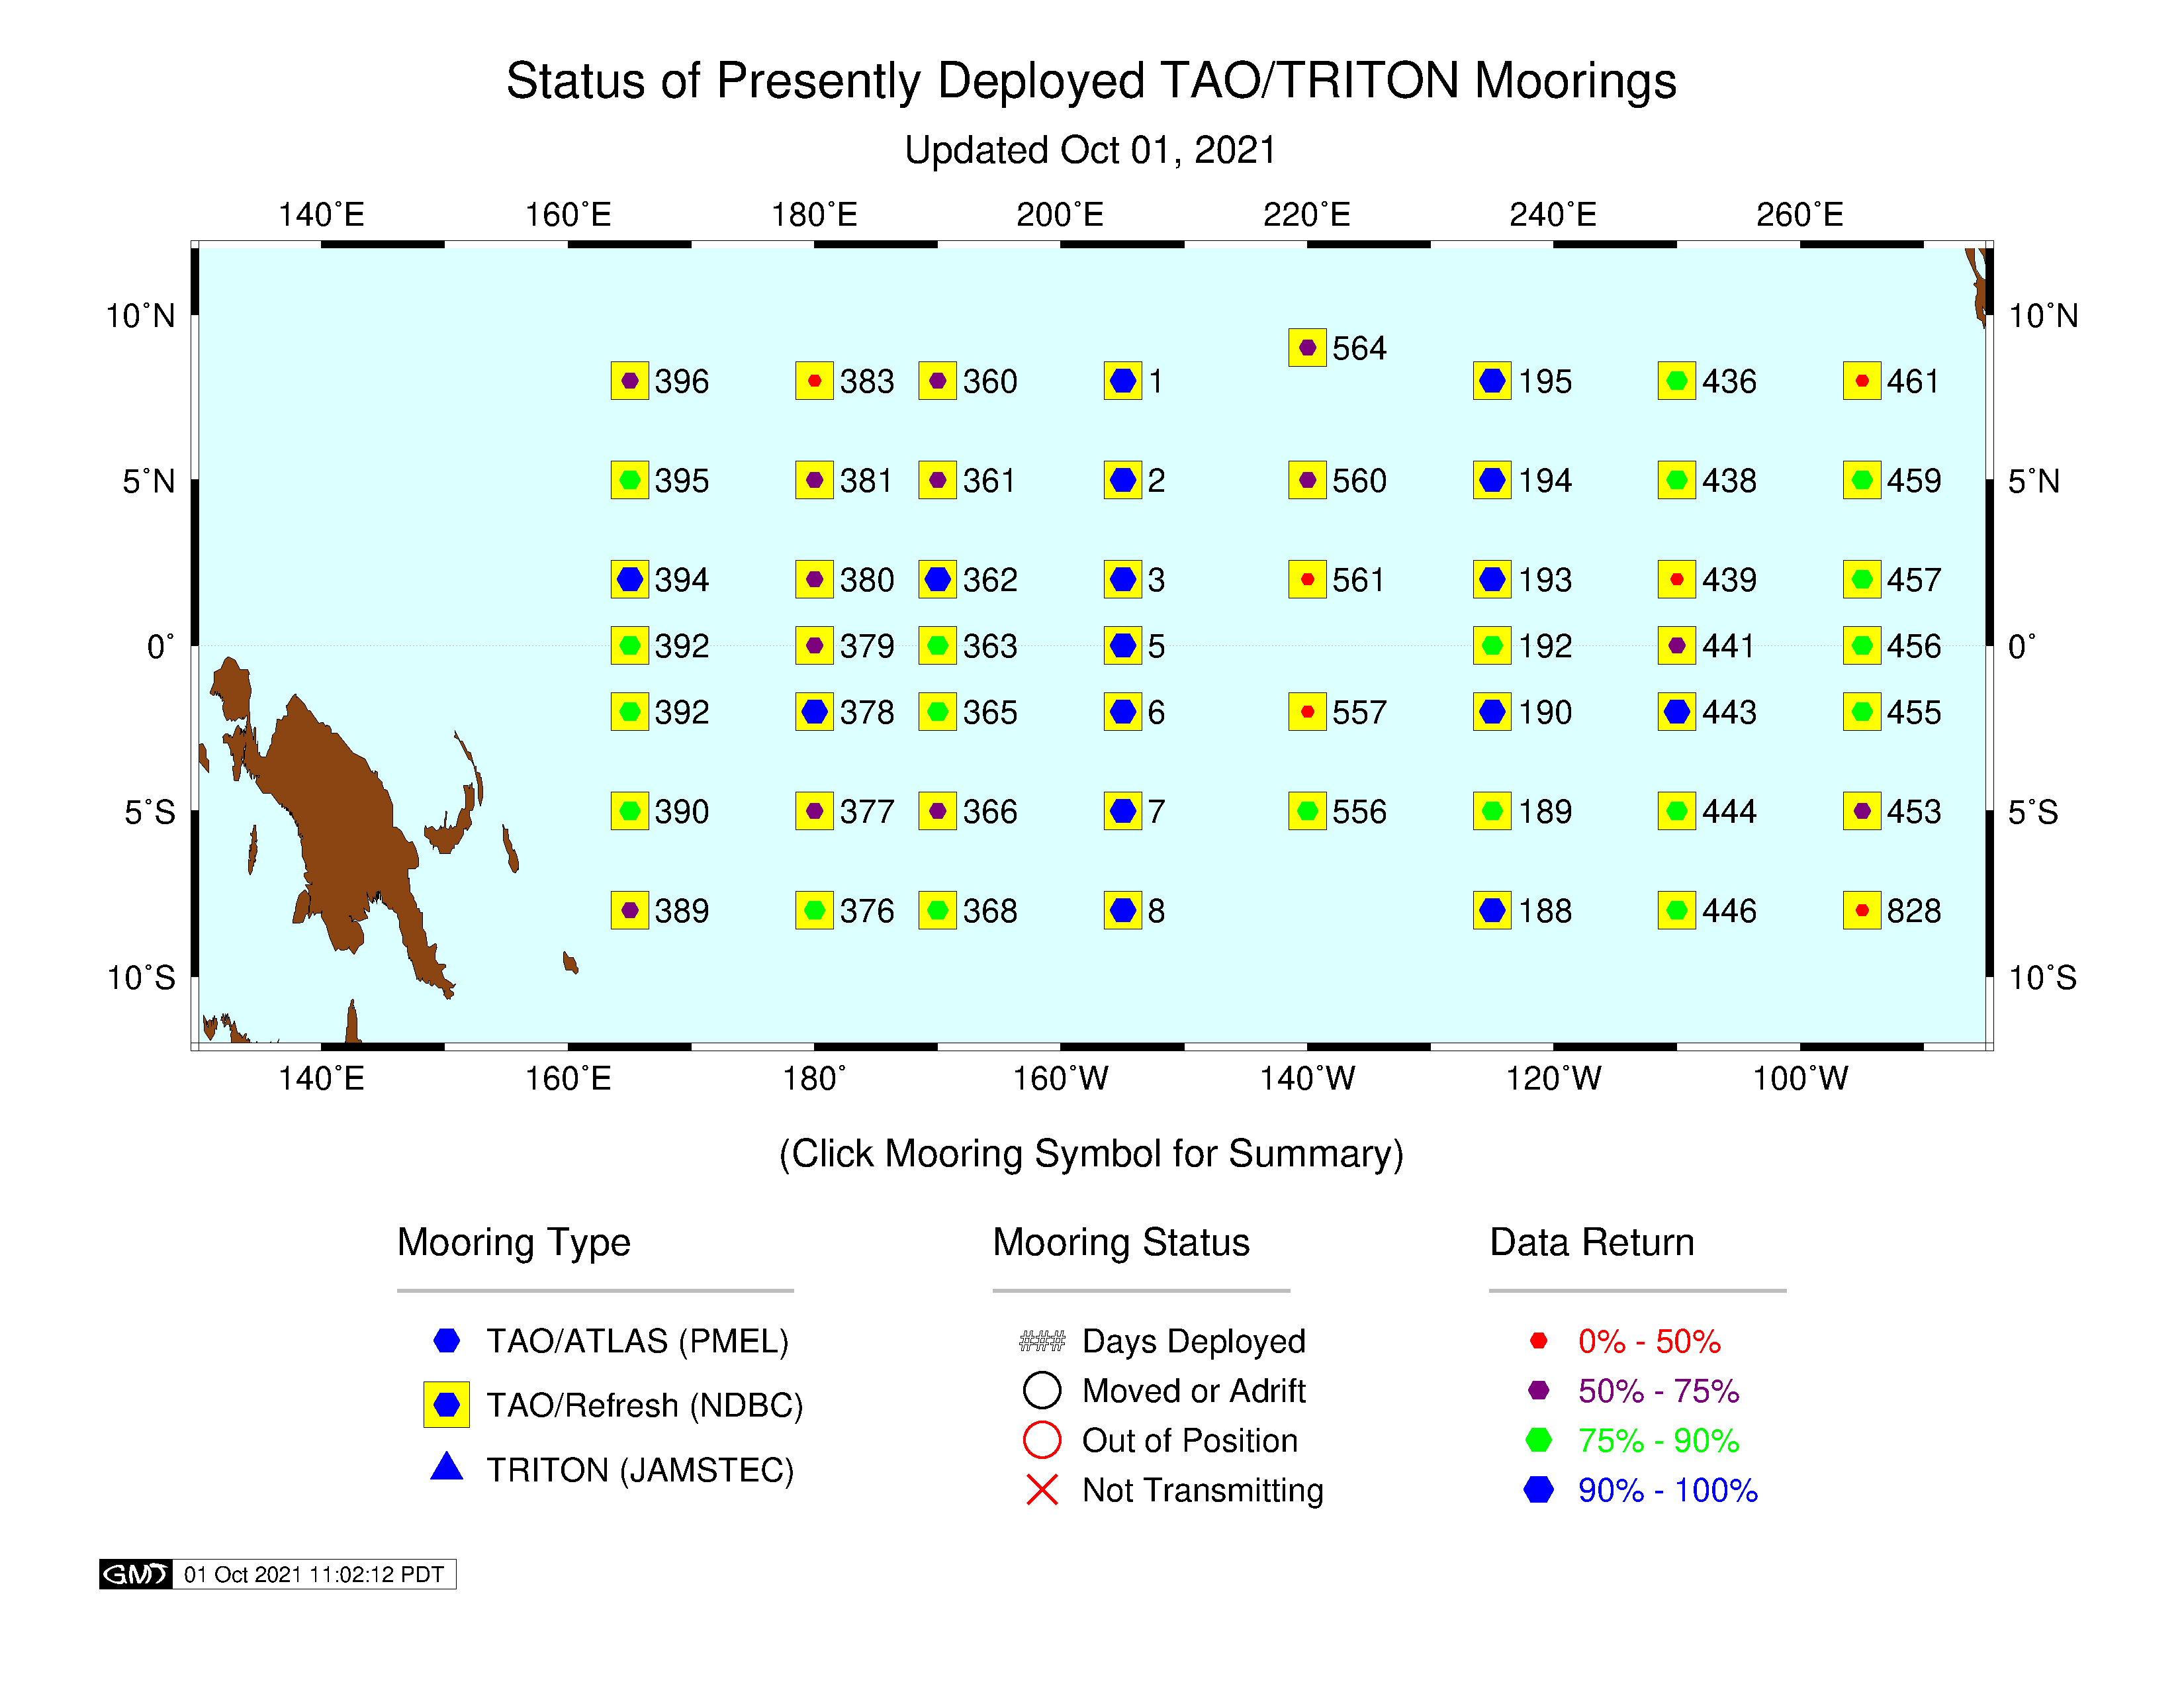 Status of Presently Deployed TAO/TRITON Moorings
Updated Oct 01, 2021
140°E 160°E 180°E 200°E 220°E 240°E 260°E
10°N 10°N
564
396 383 360 1 195 436 461
5°N 395 381 361 2 560 194 438 459 5°N
394 380 362 3 561 193 439 457
0° 392 379 363 5 192 441 456 0°
392 378 365 6 557 190 443 455
5°S 390 377 366 7 556 189 444 453 5°S
389 376 368 8 188 446 828
10°S 10°S
140°E 160°E 180° 160°W 140°W 120°W 100°W
(Click Mooring Symbol for Summary)
Mooring Type
TAO/ATLAS (PMEL)
TAO/Refresh (NDBC)
TRITON (JAMSTEC)
Mooring Status
### Days Deployed
Moved or Adrift
Out of Position
Not Transmitting
Data Return
0% - 50%
50% - 75%
75% - 90%
90% - 100%
GMT 01 Oct 2021 11:02:12 PDT